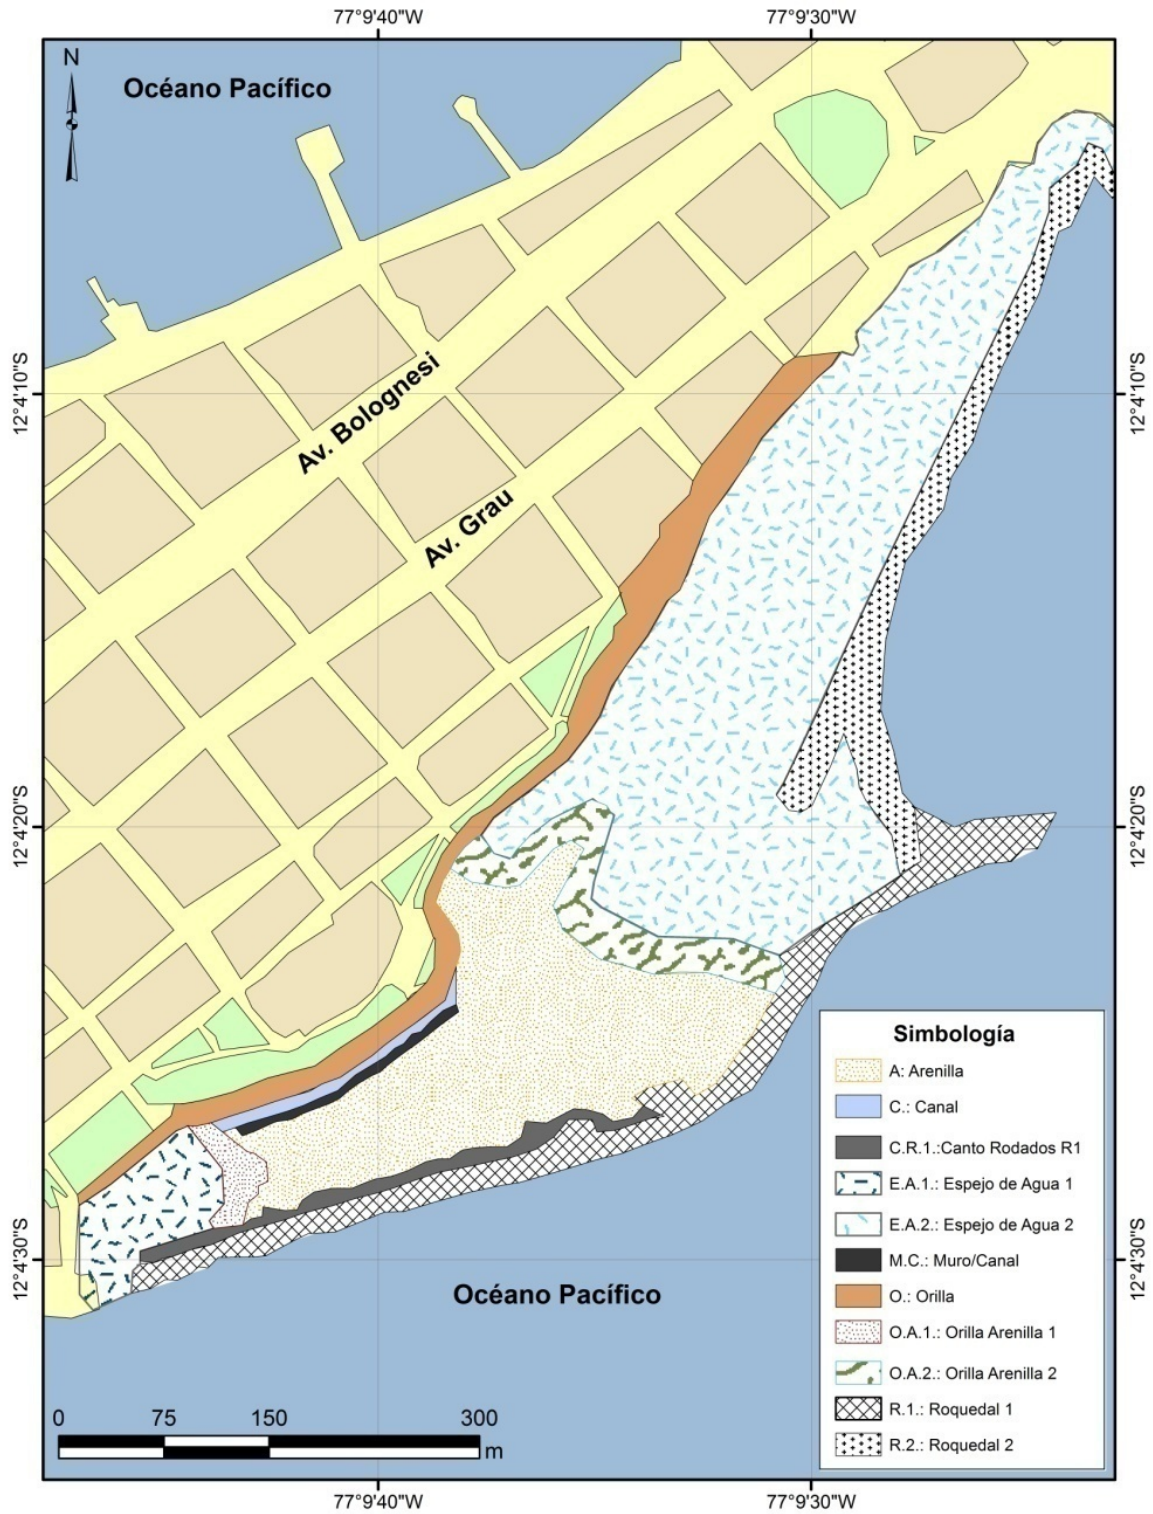 77°9'40"W 77°9'30"W
N
Océano Pacífico
12°4'10"S 12°4'10"S
Av. Bolognesi
Av. Grau
12°4'20"S 12°4'20"S
Simbología
A: Arenilla
C.: Canal
C.R.1.:Canto Rodados R1
E.A.1.: Espejo de Agua 1
E.A.2.: Espejo de Agua 2
M.C.: Muro/Canal
O.: Orilla
O.A.1.: Orilla Arenilla 1
O.A.2.: Orilla Arenilla 2
R.1.: Roquedal 1
R.2.: Roquedal 2
12°4'30"S 12°4'30"S
Océano Pacífico
0 75 150 300
m
77°9'40"W 77°9'30"W